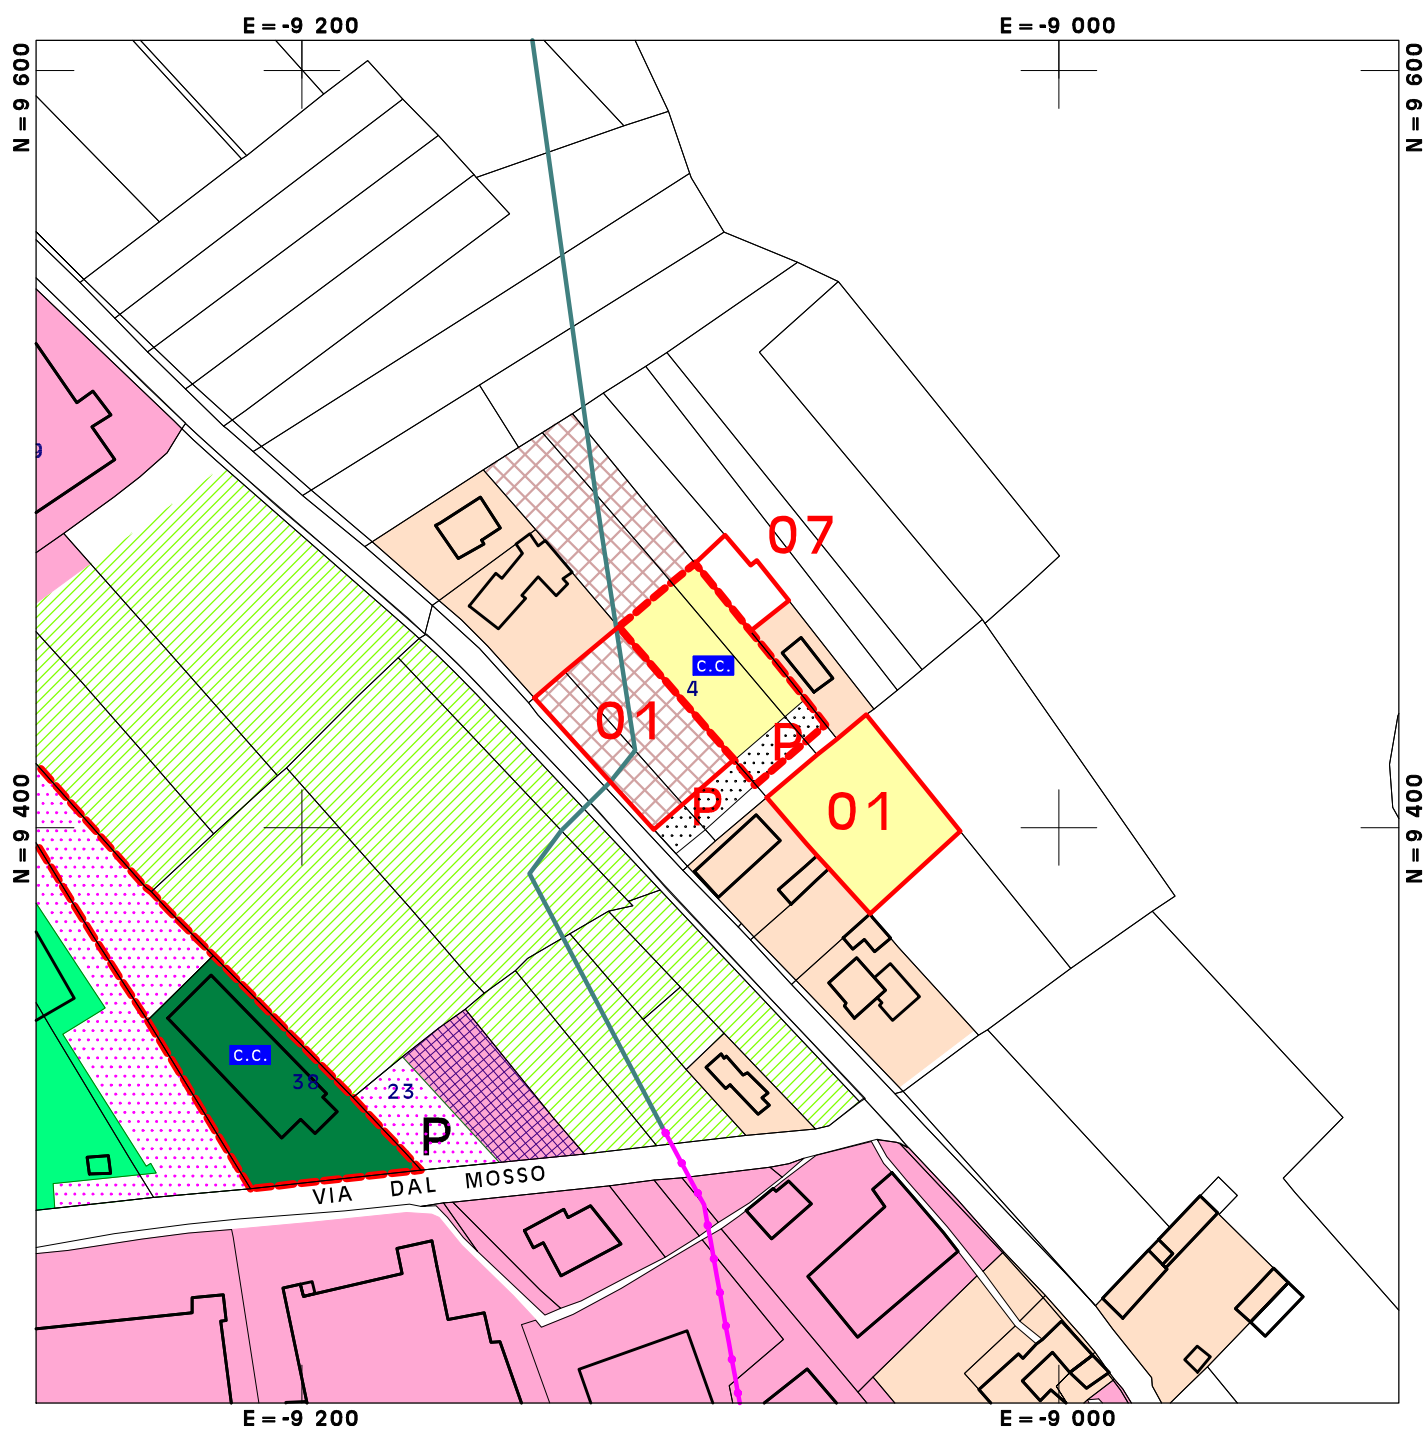 E = -9 200
E = -9 000
N = 9 600
N = 9 600
9
07
C.C.
4
01
P
P
01
N = 9 400
N = 9 400
C.C.
38
23
P
VIA DAL MOSSO
E = -9 200
E = -9 000